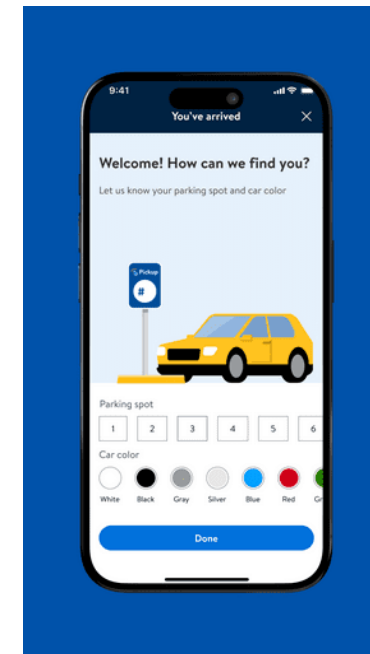 9:41
You've arrived
Welcome! How can we find you?
Let us know your parking spot and car color
Pickup
#
Parking spot
1 2 3 4 5 6
Car color
White Black Gray Silver Blue Red Gr
Done